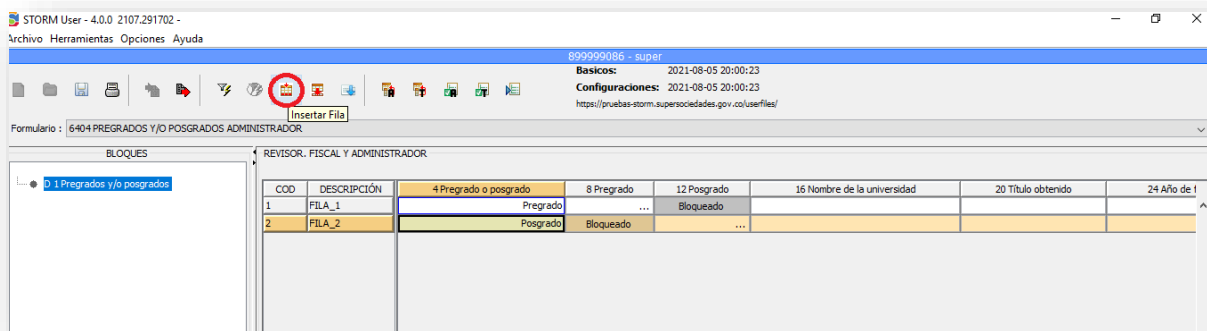 STORM User - 4.0.0 2107.291702 -
Archivo Herramientas Opciones Ayuda
899999086 - super
Basicos: 2021-08-05 20:00:23
Configuraciones: 2021-08-05 20:00:23
https://pruebas-storm.supersociedades.gov.co/userfiles/
Insertar Fila
Formulario : 6404 PREGRADOS Y/O POSGRADOS ADMINISTRADOR
BLOQUES
REVISOR. FISCAL Y ADMINISTRADOR
D 1 Pregrados y/o posgrados
COD DESCRIPCIÓN 4 Pregrado o posgrado 8 Pregrado 12 Posgrado 16 Nombre de la universidad 20 Título obtenido 24 Año de f
1 FILA_1 Pregrado ... Bloqueado
2 FILA_2 Posgrado Bloqueado ...